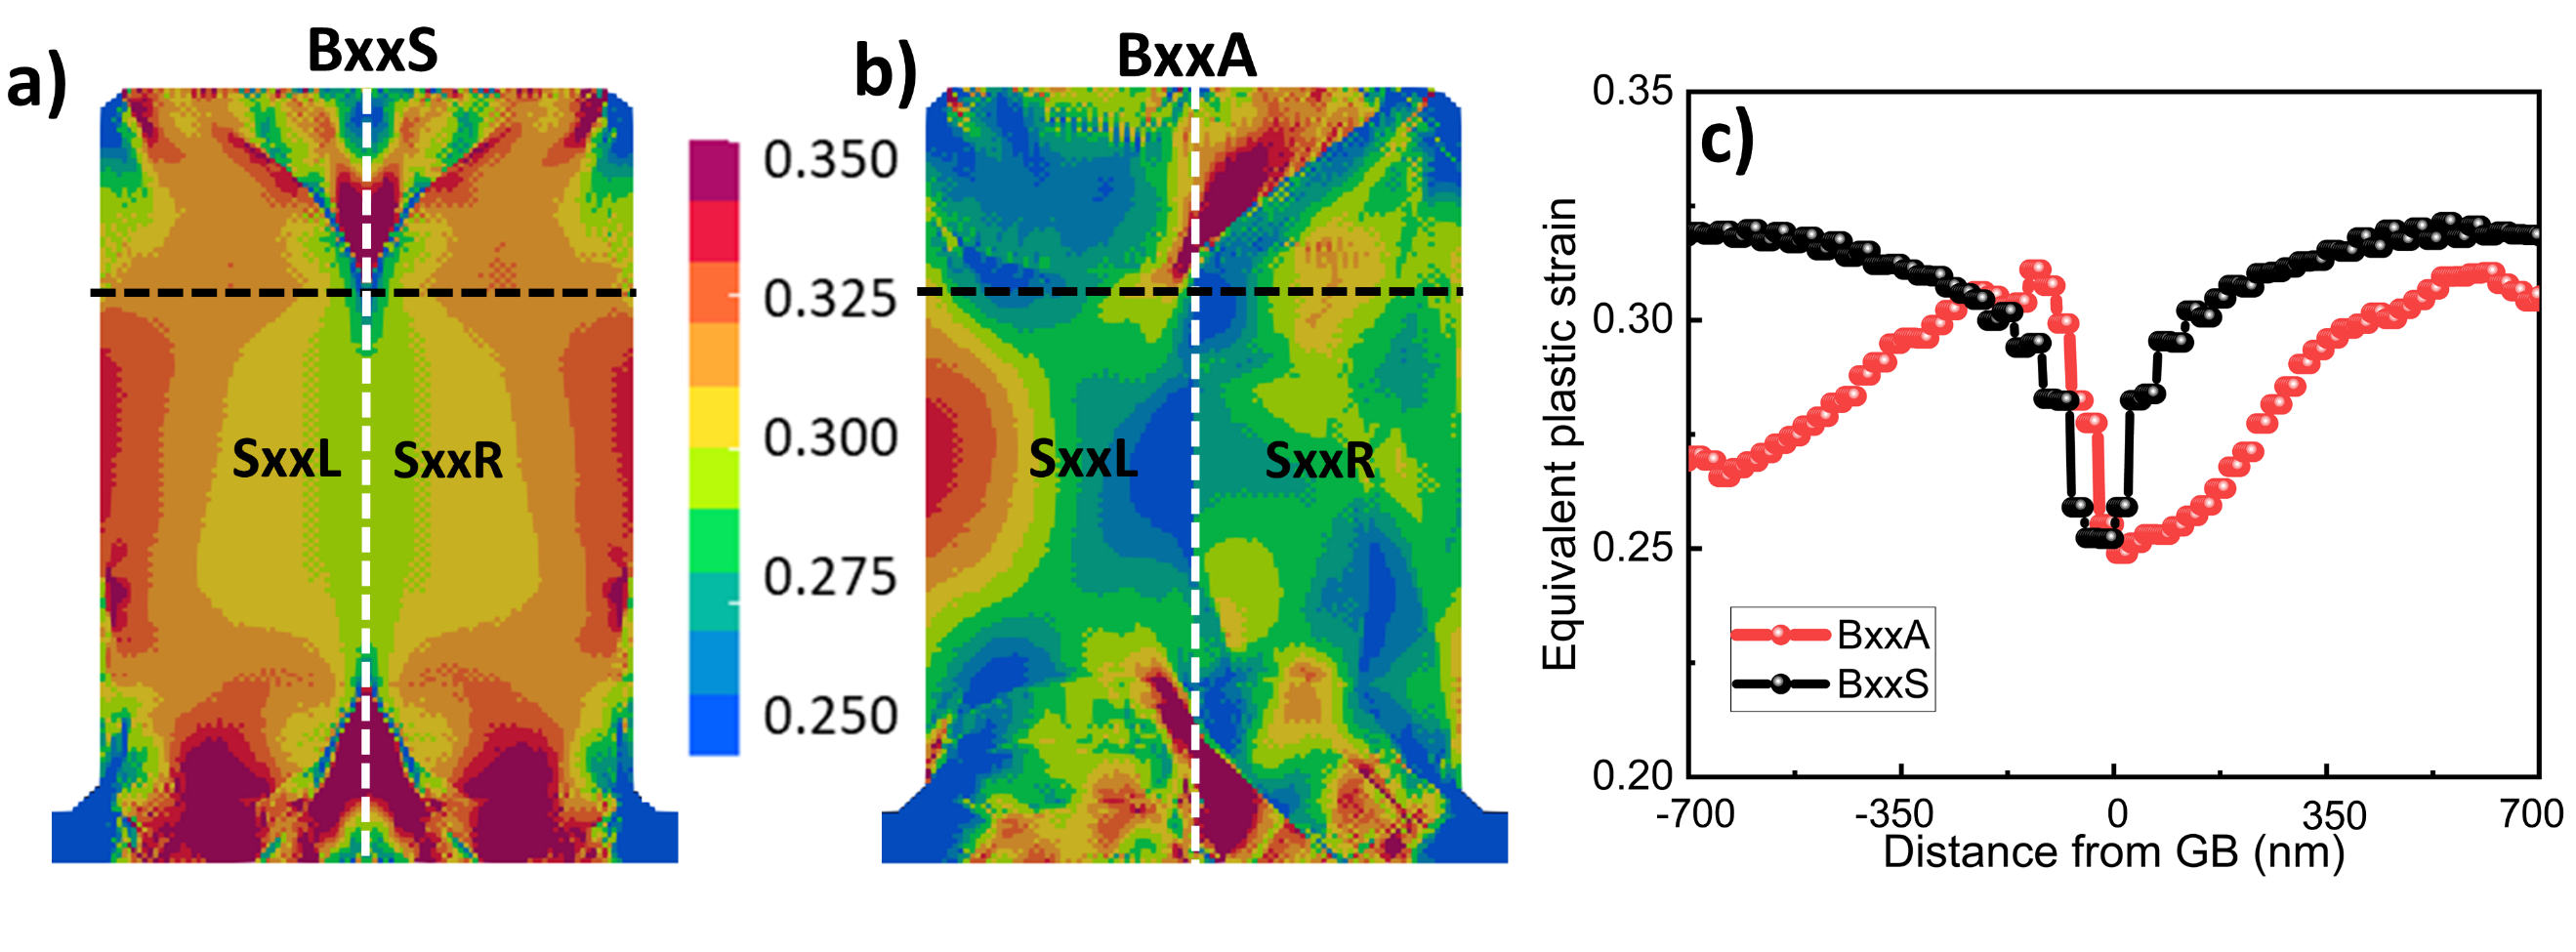 a)
BxxS
SxxL
SxxR
0.350
0.325
0.300
0.275
0.250
b)
BxxA
SxxL
SxxR
c)
Equivalent plastic strain
0.35
0.30
0.25
0.20
BxxA
BxxS
-700 -350 0 350 700
Distance from GB (nm)